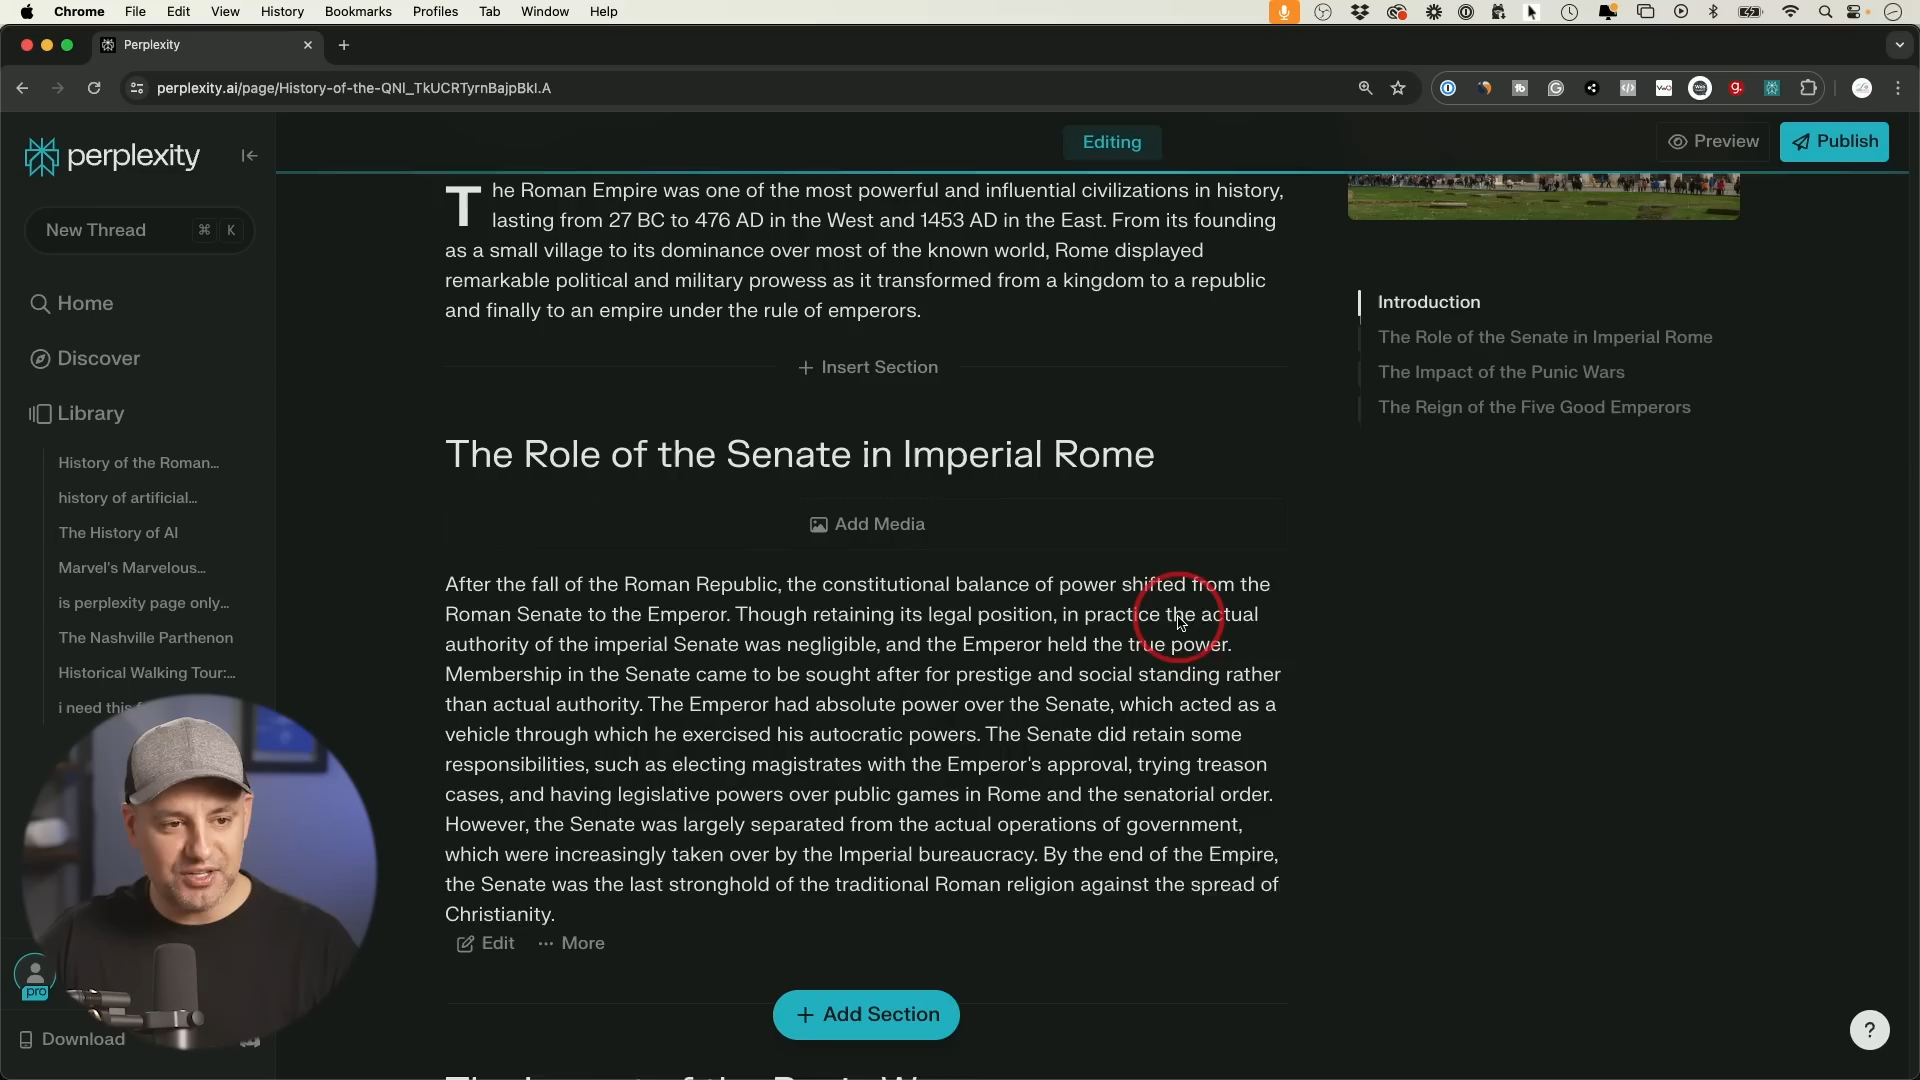 Chrome File Edit View History Bookmarks Profiles Tab Window Help
Perplexity
perplexity.ai/page/History-of-the-QNI_TkUCRTyrnBajpBkI.A
perplexity
Editing
Preview
Publish
New Thread ⌘ K
Home
Discover
Library
History of the Roman...
history of artificial...
The History of AI
Marvel's Marvelous...
is perplexity page only...
The Nashville Parthenon
Historical Walking Tour:...
i need this
pro
Download
The Roman Empire was one of the most powerful and influential civilizations in history,
lasting from 27 BC to 476 AD in the West and 1453 AD in the East. From its founding
as a small village to its dominance over most of the known world, Rome displayed
remarkable political and military prowess as it transformed from a kingdom to a republic
and finally to an empire under the rule of emperors.
+ Insert Section
The Role of the Senate in Imperial Rome
Add Media
After the fall of the Roman Republic, the constitutional balance of power shifted from the
Roman Senate to the Emperor. Though retaining its legal position, in practice the actual
authority of the imperial Senate was negligible, and the Emperor held the true power.
Membership in the Senate came to be sought after for prestige and social standing rather
than actual authority. The Emperor had absolute power over the Senate, which acted as a
vehicle through which he exercised his autocratic powers. The Senate did retain some
responsibilities, such as electing magistrates with the Emperor's approval, trying treason
cases, and having legislative powers over public games in Rome and the senatorial order.
However, the Senate was largely separated from the actual operations of government,
which were increasingly taken over by the Imperial bureaucracy. By the end of the Empire,
the Senate was the last stronghold of the traditional Roman religion against the spread of
Christianity.
Edit ... More
+ Add Section
Introduction
The Role of the Senate in Imperial Rome
The Impact of the Punic Wars
The Reign of the Five Good Emperors
?